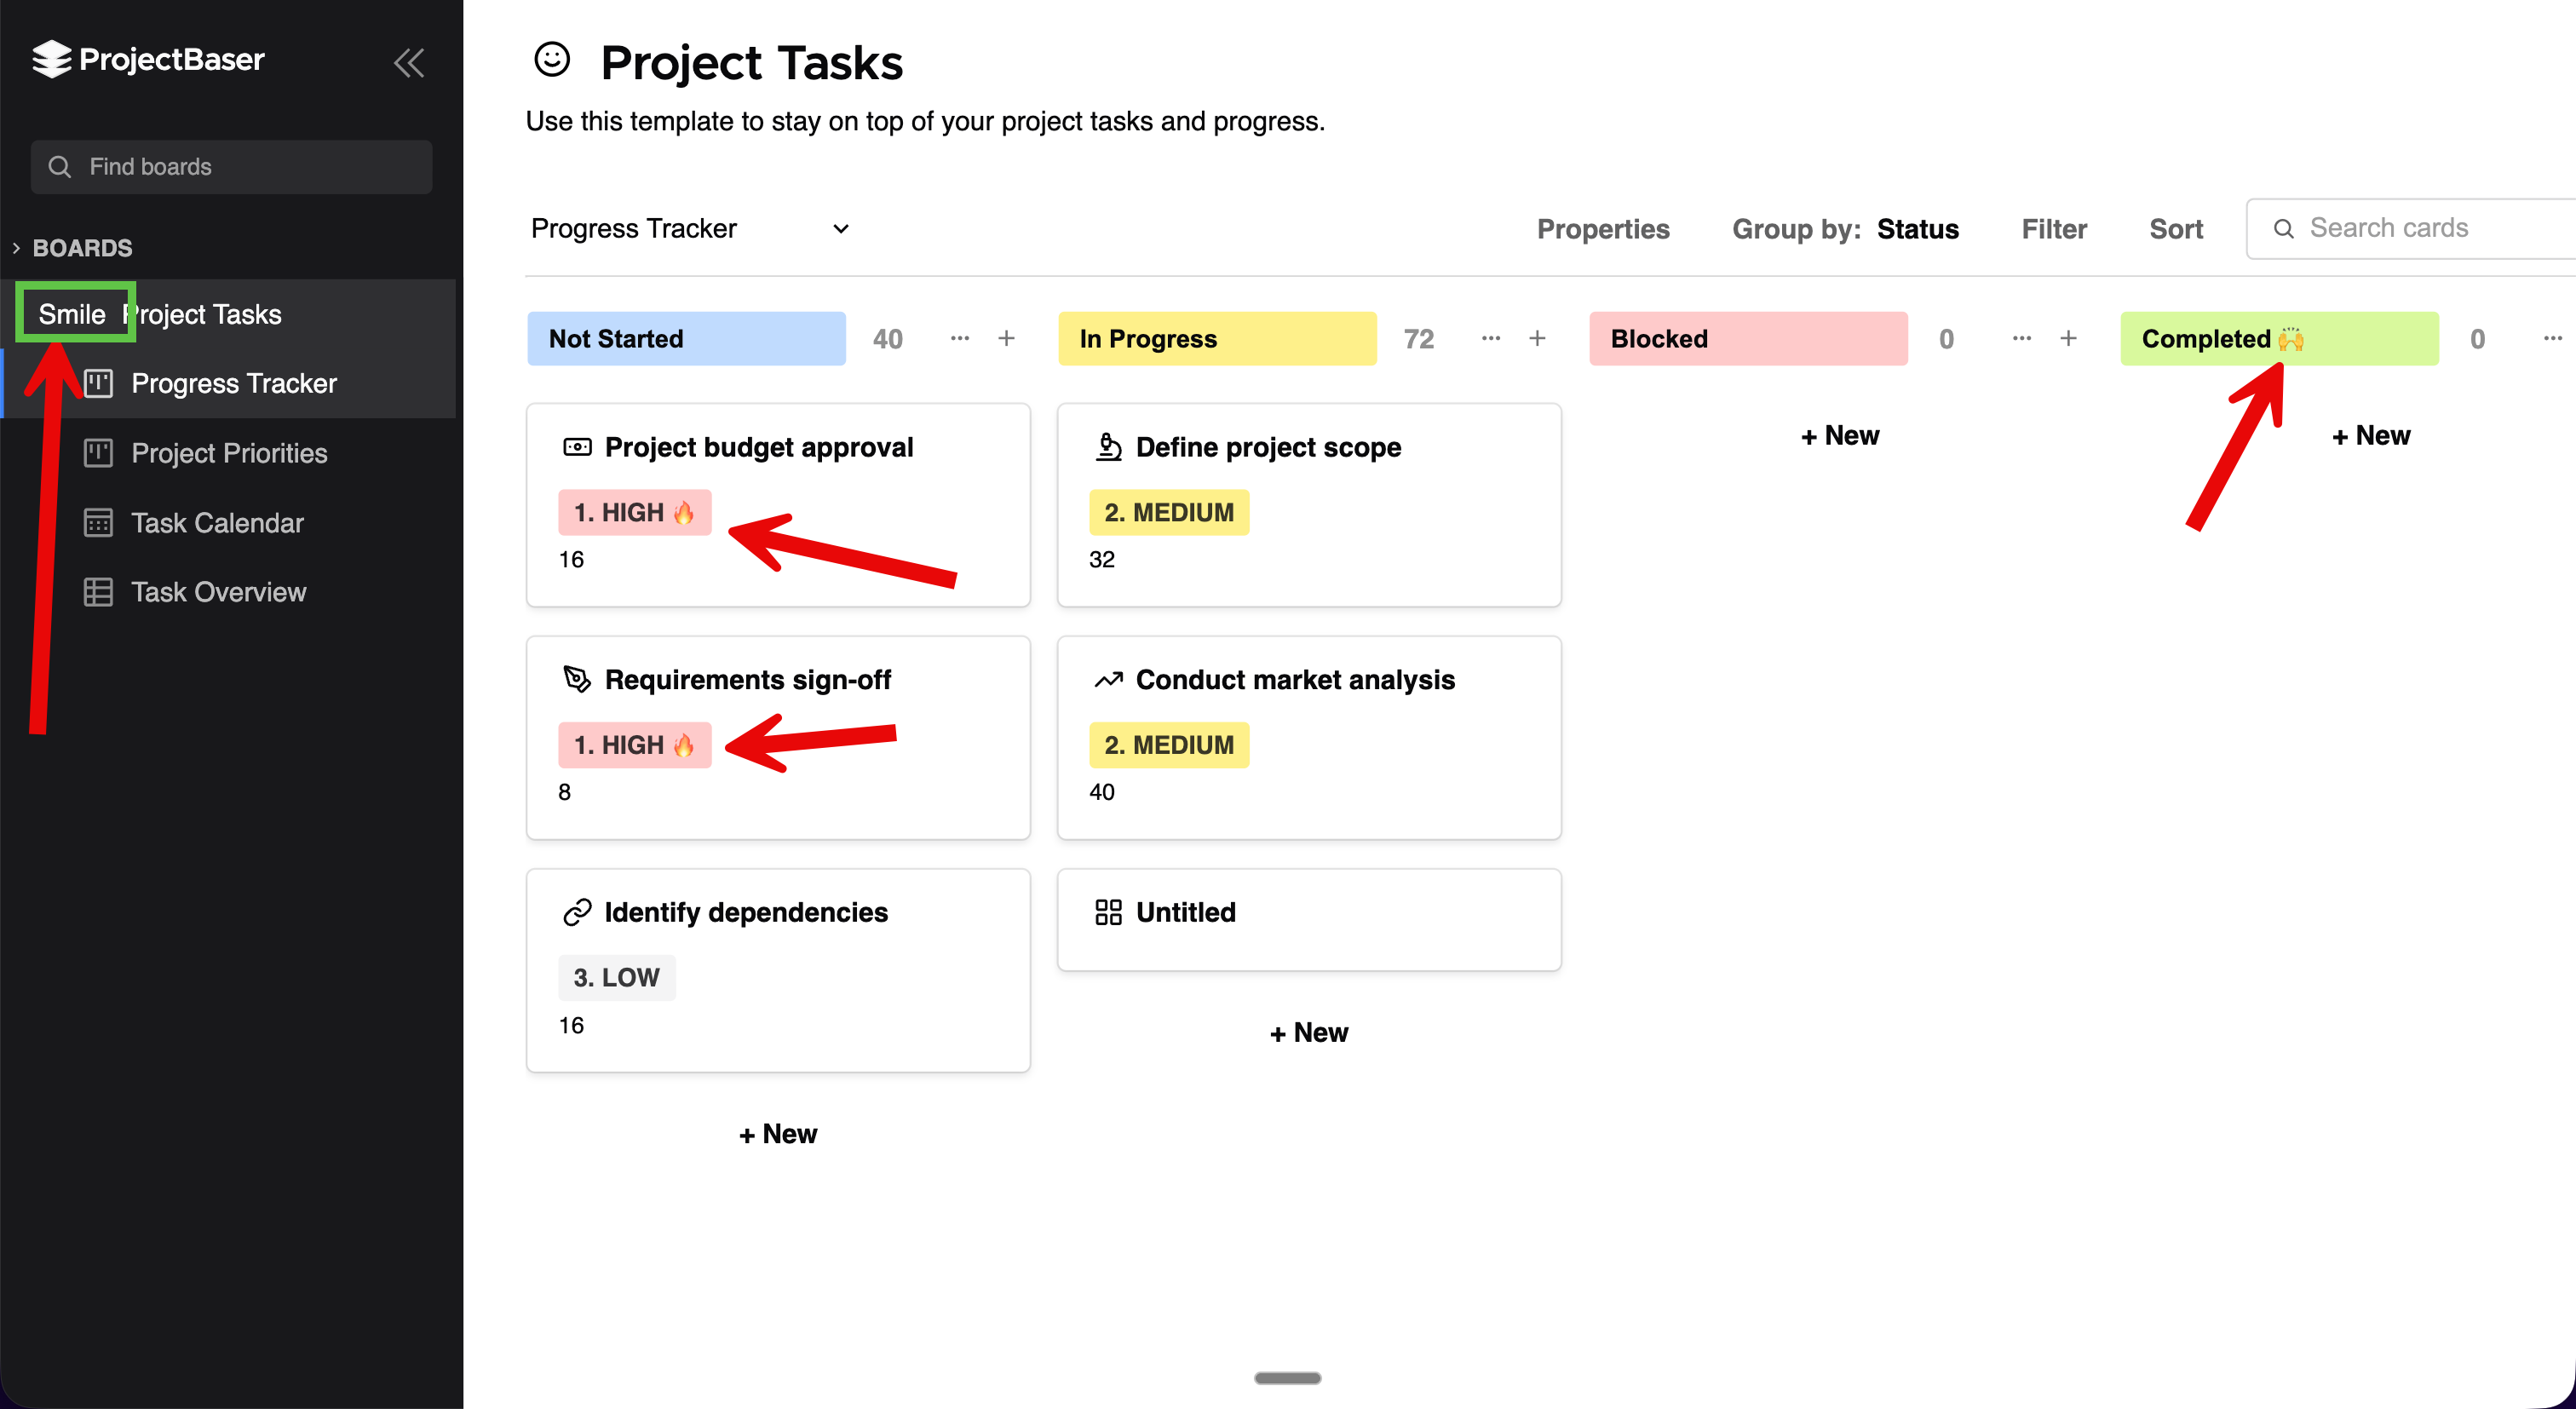 ProjectBaser
Find boards
BOARDS
Smile Project Tasks
Progress Tracker
Project Priorities
Task Calendar
Task Overview
Project Tasks
Use this template to stay on top of your project tasks and progress.
Progress Tracker
Properties Group by: Status Filter Sort Search cards
Not Started 40 ... +
In Progress 72 ... +
Blocked 0 ... +
Completed 🙌 0 ...
Project budget approval
1. HIGH 🔥
16
Requirements sign-off
1. HIGH 🔥
8
Identify dependencies
3. LOW
16
+ New
Define project scope
2. MEDIUM
32
Conduct market analysis
2. MEDIUM
40
Untitled
+ New
+ New
+ New